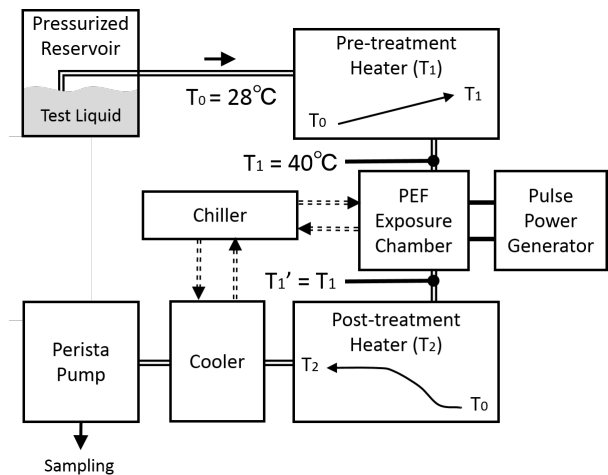 Pressurized
Reservoir
Test Liquid
T0 = 28°C
Pre-treatment
Heater (T1)
T0
T1
T1 = 40°C
Chiller
PEF
Exposure
Chamber
Pulse
Power
Generator
T1' = T1
Perista
Pump
Cooler
Post-treatment
Heater (T2)
T2
T0
Sampling